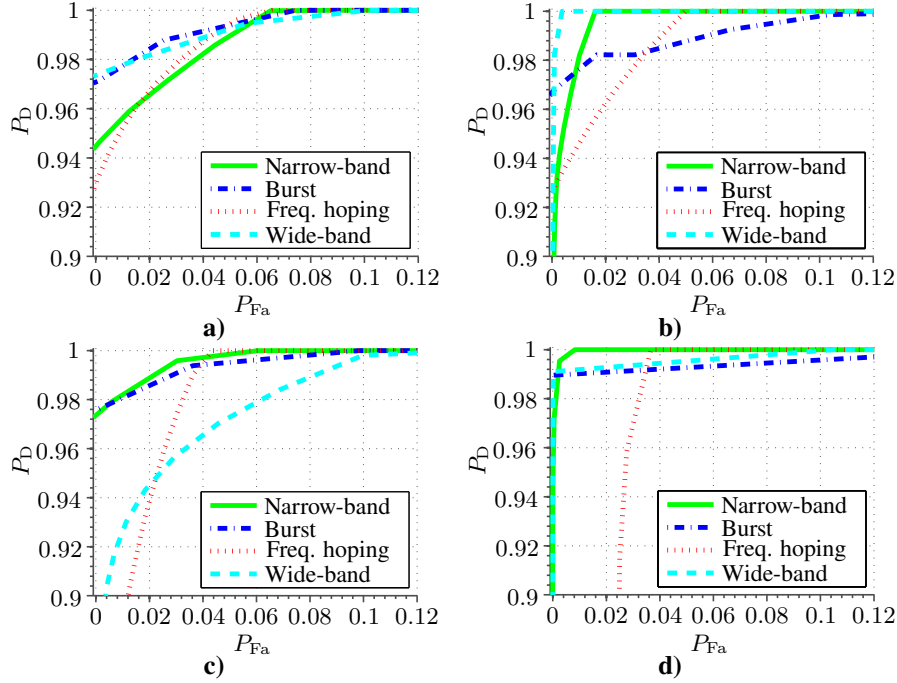 1
0.98
0.96
0.94
0.92
0.9
P_D
Narrow-band
Burst
Freq. hoping
Wide-band
0 0.02 0.04 0.06 0.08 0.1 0.12
P_Fa
a)
1
0.98
0.96
0.94
0.92
0.9
P_D
Narrow-band
Burst
Freq. hoping
Wide-band
0 0.02 0.04 0.06 0.08 0.1 0.12
P_Fa
b)
1
0.98
0.96
0.94
0.92
0.9
P_D
Narrow-band
Burst
Freq. hoping
Wide-band
0 0.02 0.04 0.06 0.08 0.1 0.12
P_Fa
c)
1
0.98
0.96
0.94
0.92
0.9
P_D
Narrow-band
Burst
Freq. hoping
Wide-band
0 0.02 0.04 0.06 0.08 0.1 0.12
P_Fa
d)